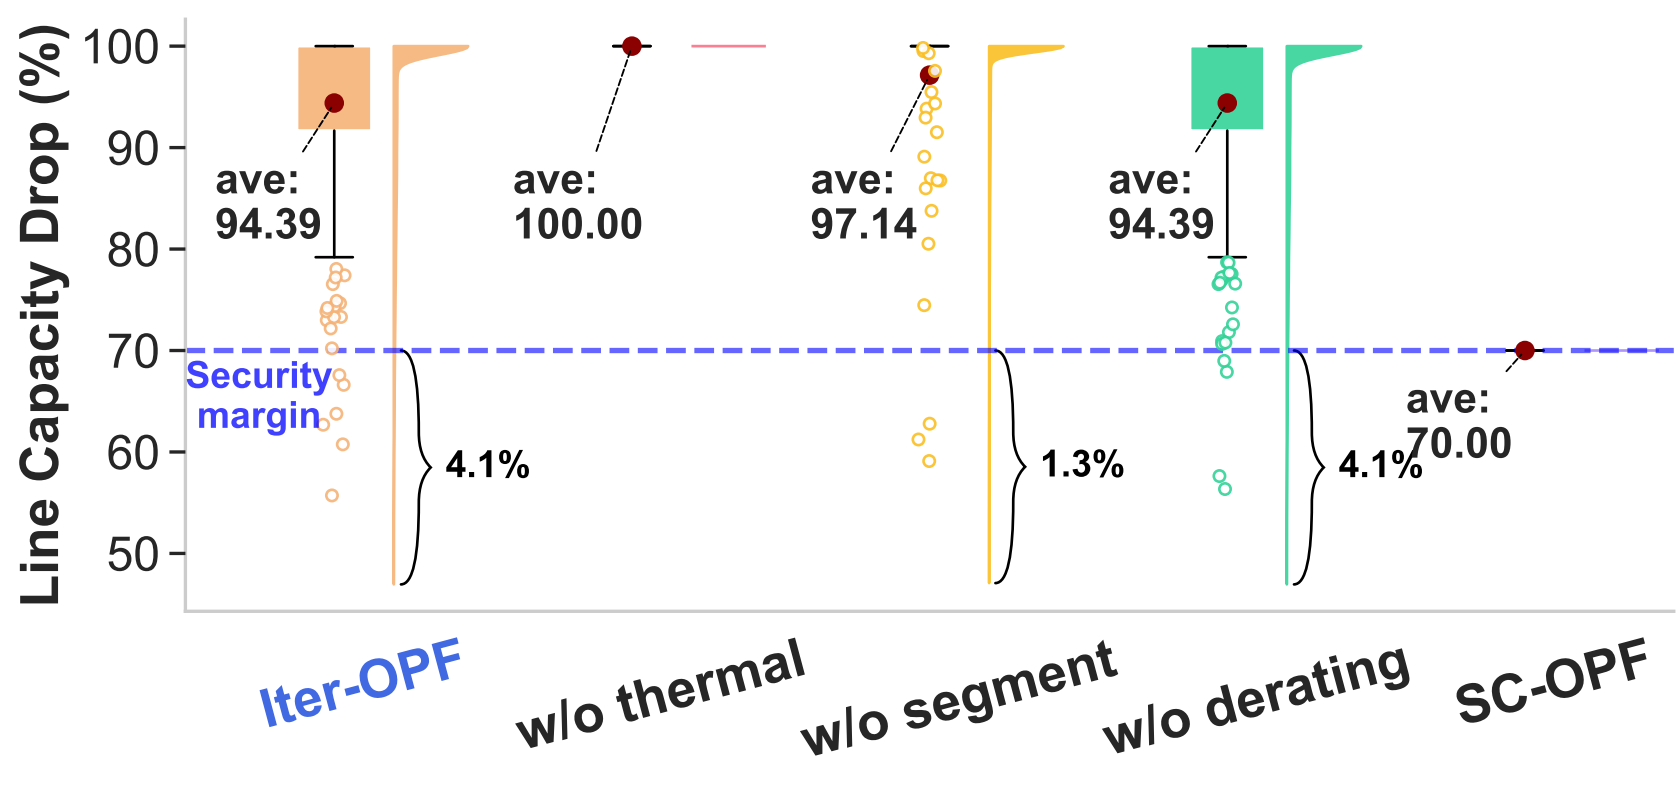 Line Capacity Drop (%)
100
90
80
70
60
50
ave:
94.39
ave:
100.00
ave:
97.14
ave:
94.39
ave:
70.00
Security
margin
4.1%
1.3%
4.1%
Iter-OPF
w/o thermal
w/o segment
w/o derating
SC-OPF